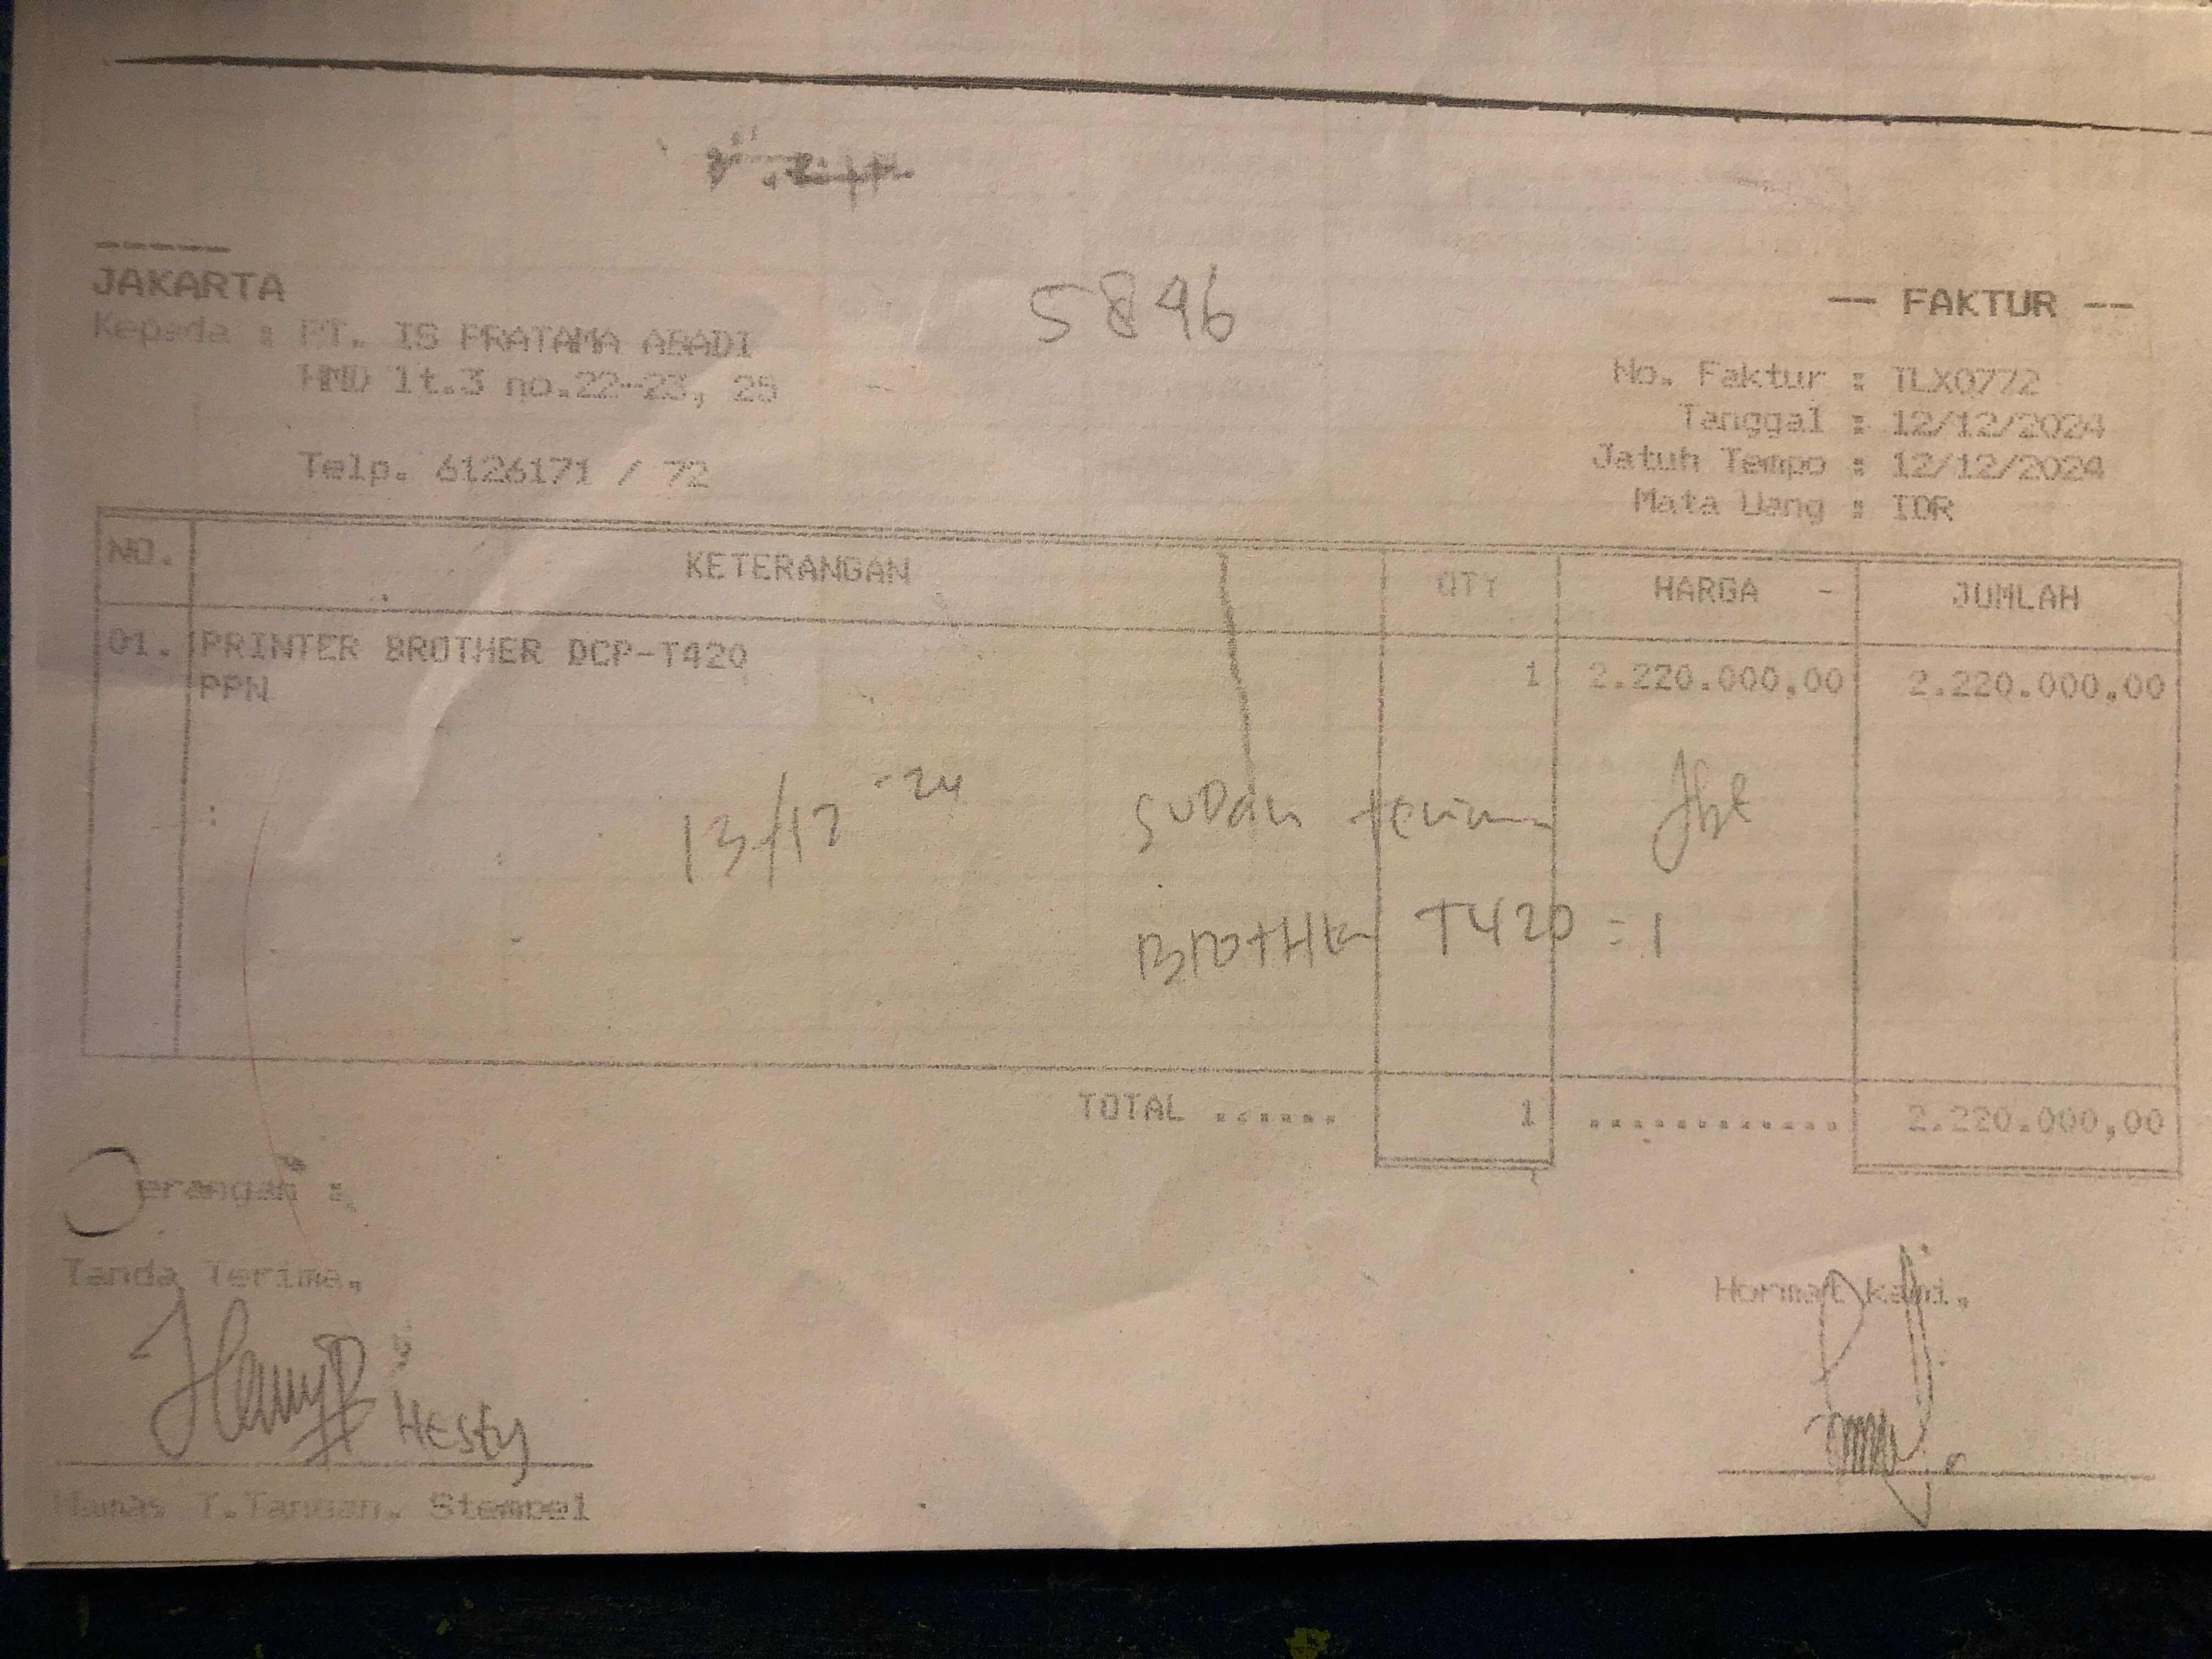 JAKARTA
5896
-- FAKTUR --
Kepada : PT. IS PRATAMA ABADI
HMD lt.3 no.22-23, 25
Telp. 6126171 / 72
No. Faktur : TLX0772
Tanggal : 12/12/2024
Jatuh Tempo : 12/12/2024
Mata Uang : IDR
NO. KETERANGAN QTY HARGA - JUMLAH
01. PRINTER BROTHER DCP-T420 1 2.220.000,00 2.220.000,00
PPN
13/12 -24
SUDah terima
BrotHer T420 = 1
TOTAL ...... 1 ............ 2.220.000,00
erangan :
Tanda Terima, Hormat kami,
HEsty
Nama, T.Tangan, Stempel